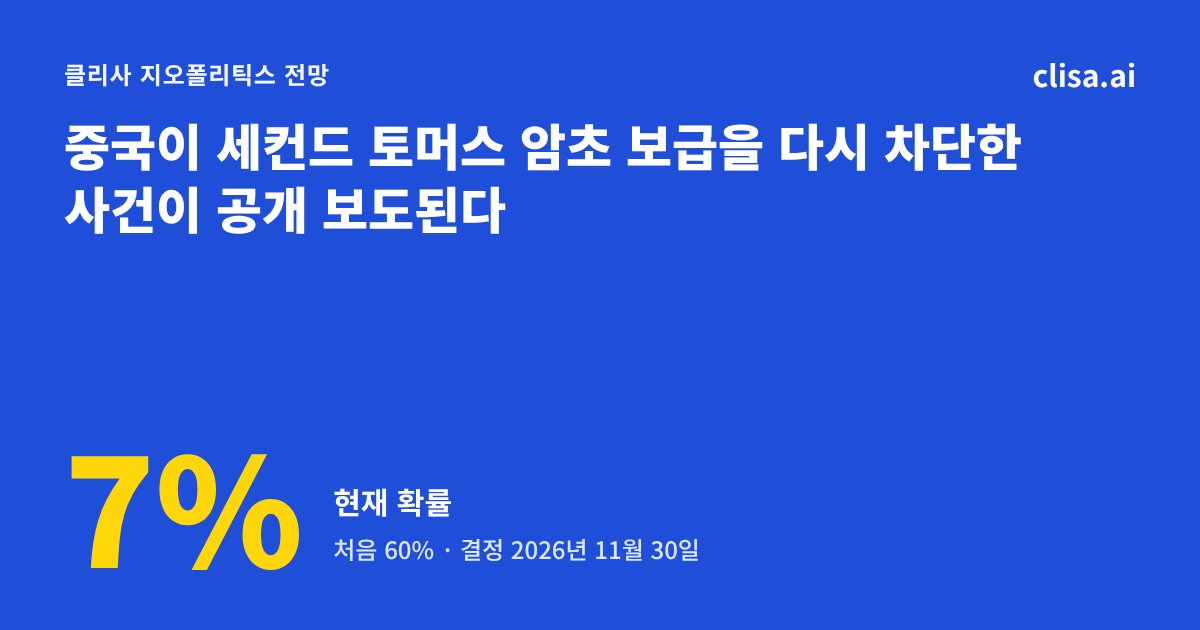 클리사 지오폴리틱스 전망
clisa.ai
중국이 세컨드 토머스 암초 보급을 다시 차단한
사건이 공개 보도된다
7%
현재 확률
처음 60% · 결정 2026년 11월 30일